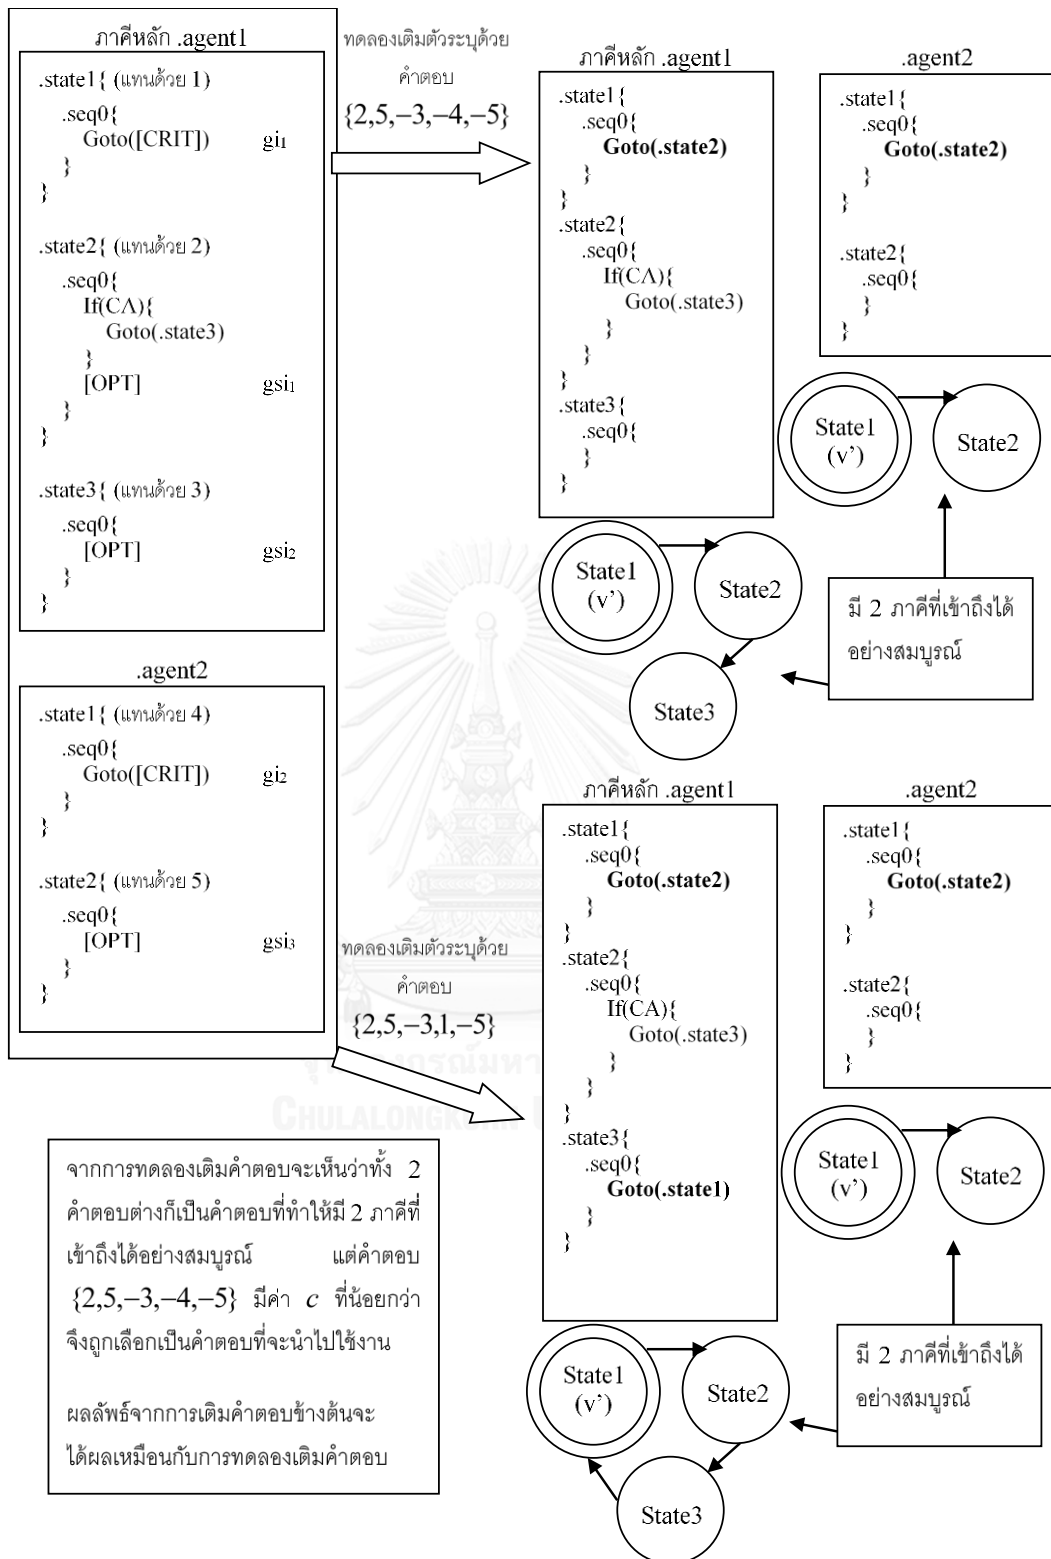 ภาคีหลัก .agent1
.state1{ (แทนด้วย 1)
.seq0{
Goto([CRIT]) gi1
}
}
.state2{ (แทนด้วย 2)
.seq0{
If(CA){
Goto(.state3)
}
[OPT] gsi1
}
}
.state3{ (แทนด้วย 3)
.seq0{
[OPT] gsi2
}
}
.agent2
.state1{ (แทนด้วย 4)
.seq0{
Goto([CRIT]) gi2
}
}
.state2{ (แทนด้วย 5)
.seq0{
[OPT] gsi3
}
}
ทดลองเติมตัวระบุด้วย
คำตอบ
{2,5,−3,−4,−5}
ภาคีหลัก .agent1
.state1{
.seq0{
Goto(.state2)
}
}
.state2{
.seq0{
If(CA){
Goto(.state3)
}
}
}
.state3{
.seq0{
}
}
.agent2
.state1{
.seq0{
Goto(.state2)
}
}
.state2{
.seq0{
}
}
State1
(v')
State2
State1
(v')
State2
State3
มี 2 ภาคีที่เข้าถึงได้
อย่างสมบูรณ์
ทดลองเติมตัวระบุด้วย
คำตอบ
{2,5,−3,1,−5}
ภาคีหลัก .agent1
.state1{
.seq0{
Goto(.state2)
}
}
.state2{
.seq0{
If(CA){
Goto(.state3)
}
}
}
.state3{
.seq0{
Goto(.state1)
}
}
.agent2
.state1{
.seq0{
Goto(.state2)
}
}
.state2{
.seq0{
}
}
State1
(v')
State2
State1
(v')
State2
State3
มี 2 ภาคีที่เข้าถึงได้
อย่างสมบูรณ์
จากการทดลองเติมคำตอบจะเห็นว่าทั้ง 2
คำตอบต่างก็เป็นคำตอบที่ทำให้มี 2 ภาคีที่
เข้าถึงได้อย่างสมบูรณ์ แต่คำตอบ
{2,5,−3,−4,−5} มีค่า c ที่น้อยกว่า
จึงถูกเลือกเป็นคำตอบที่จะนำไปใช้งาน
ผลลัพธ์จากการเติมคำตอบข้างต้นจะ
ได้ผลเหมือนกับการทดลองเติมคำตอบ